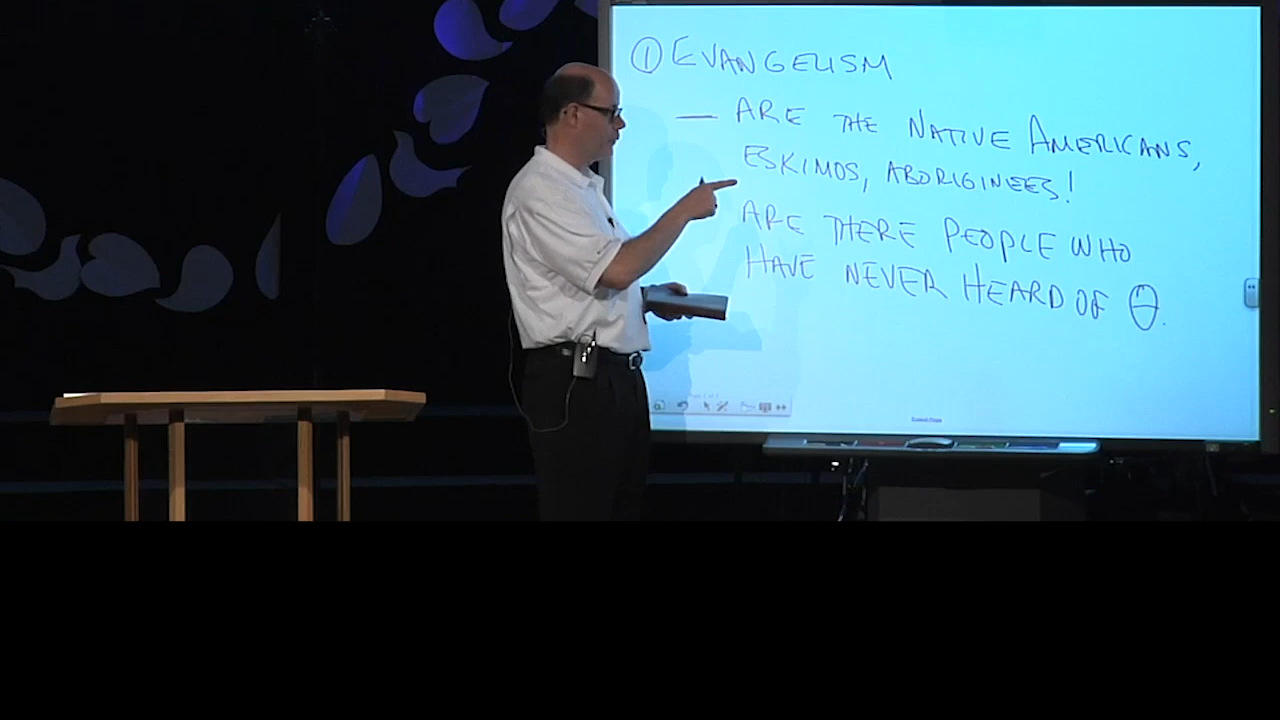 ① EVANGELISM
— ARE THE NATIVE AMERICANS,
ESKIMOS, ABORIGINEES!
ARE THERE PEOPLE WHO
HAVE NEVER HEARD OF Θ.